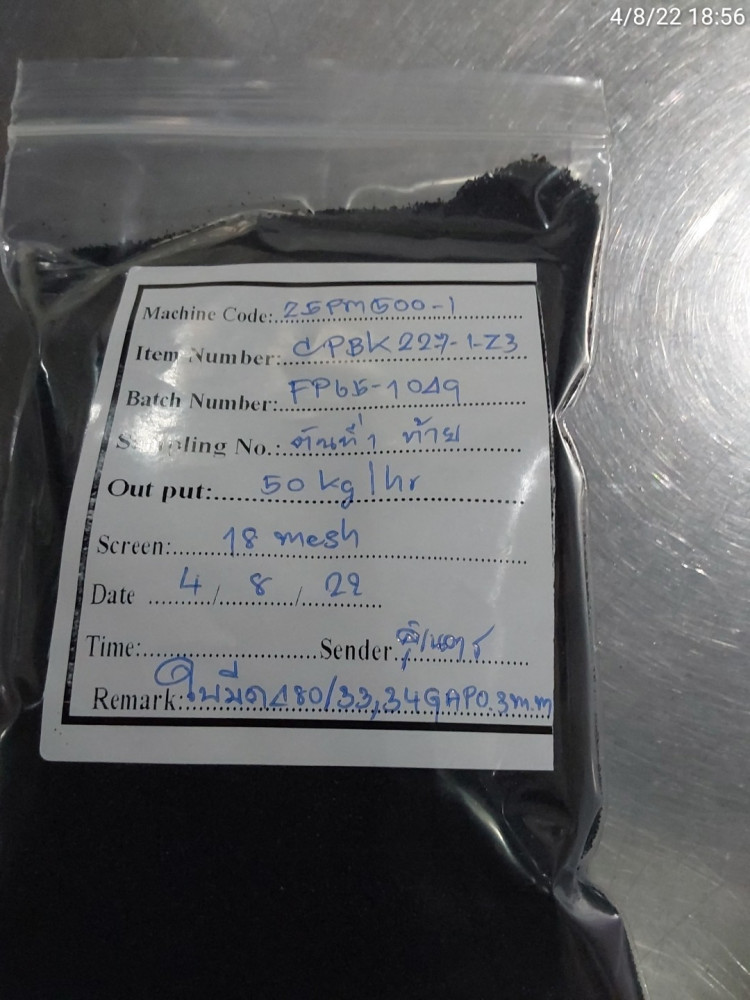 4/8/22 18:56
Machine Code: 25PM500-1
Item Number: CPBK227-1-Z3
Batch Number: FP65-1049
Sampling No.: ตันที่ 1 ท้าย
Out put: 50 kg/hr
Screen: 18 mesh
Date 4 / 8 / 22
Time: Sender
Remark: ใบมีด 480/33,34 GAP 0.3 m.m